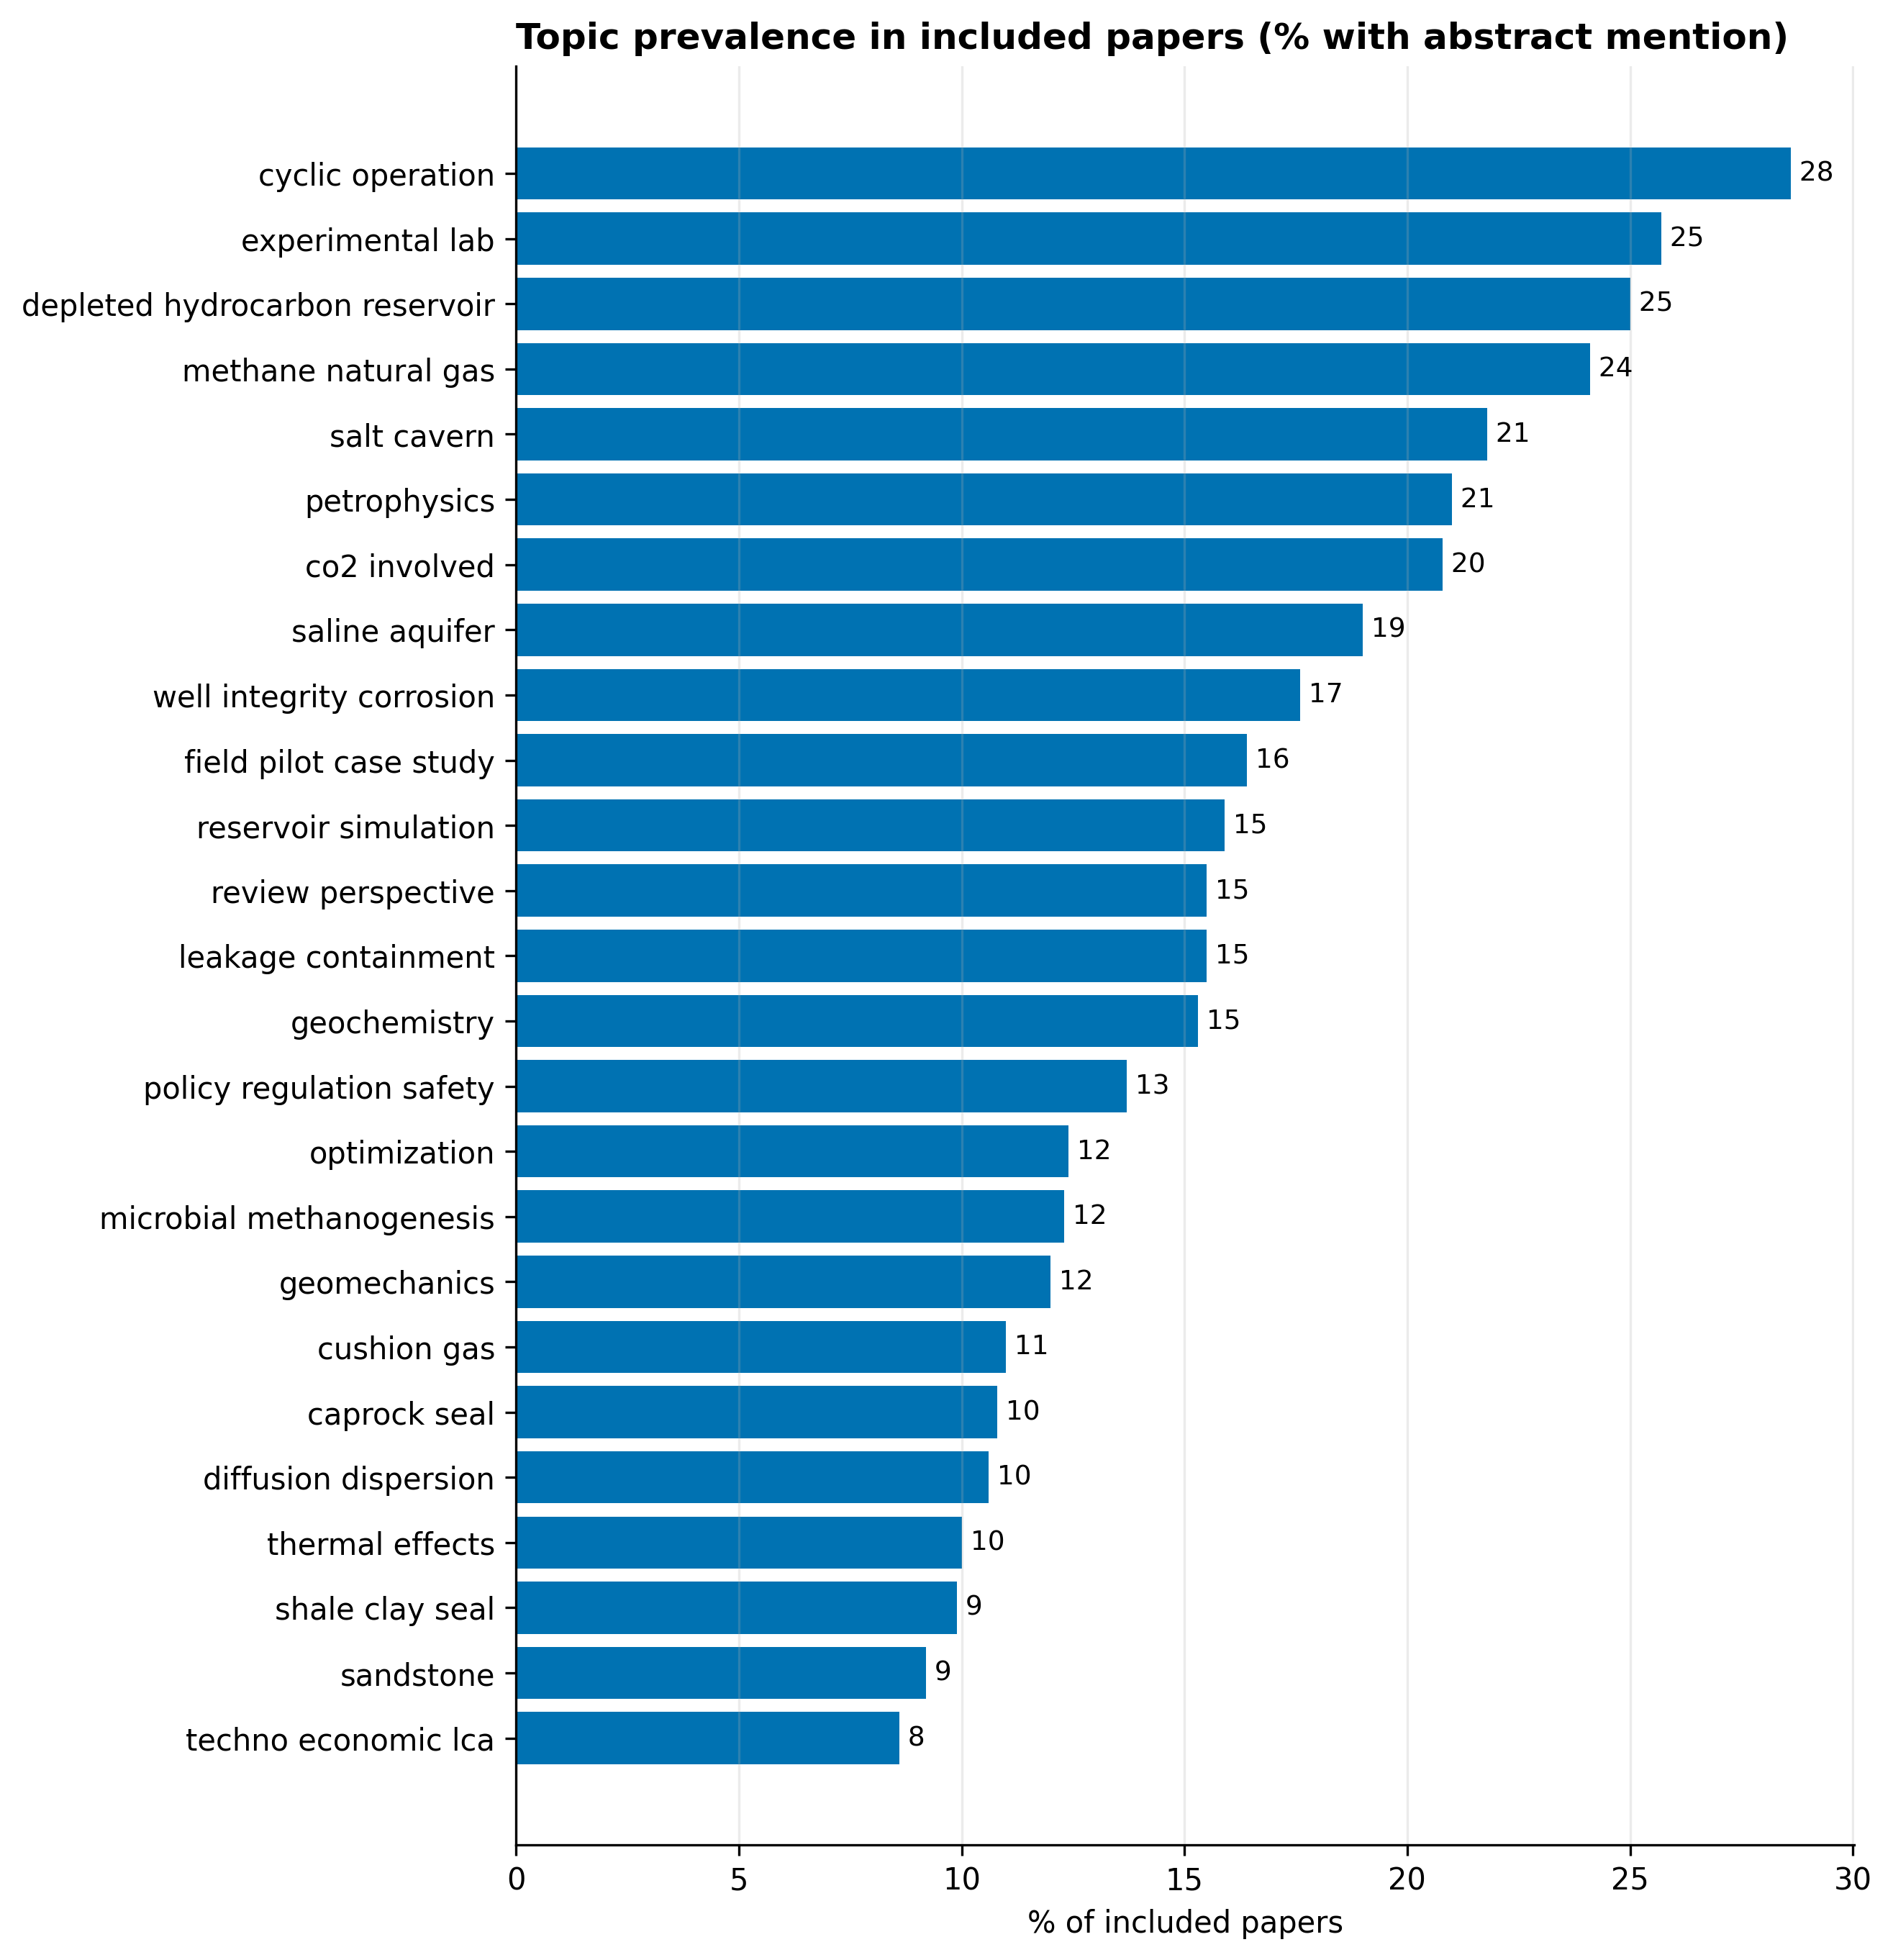 Topic prevalence in included papers (% with abstract mention)
cyclic operation 28
experimental lab 25
depleted hydrocarbon reservoir 25
methane natural gas 24
salt cavern 21
petrophysics 21
co2 involved 20
saline aquifer 19
well integrity corrosion 17
field pilot case study 16
reservoir simulation 15
review perspective 15
leakage containment 15
geochemistry 15
policy regulation safety 13
optimization 12
microbial methanogenesis 12
geomechanics 12
cushion gas 11
caprock seal 10
diffusion dispersion 10
thermal effects 10
shale clay seal 9
sandstone 9
techno economic lca 8
0 5 10 15 20 25 30
% of included papers